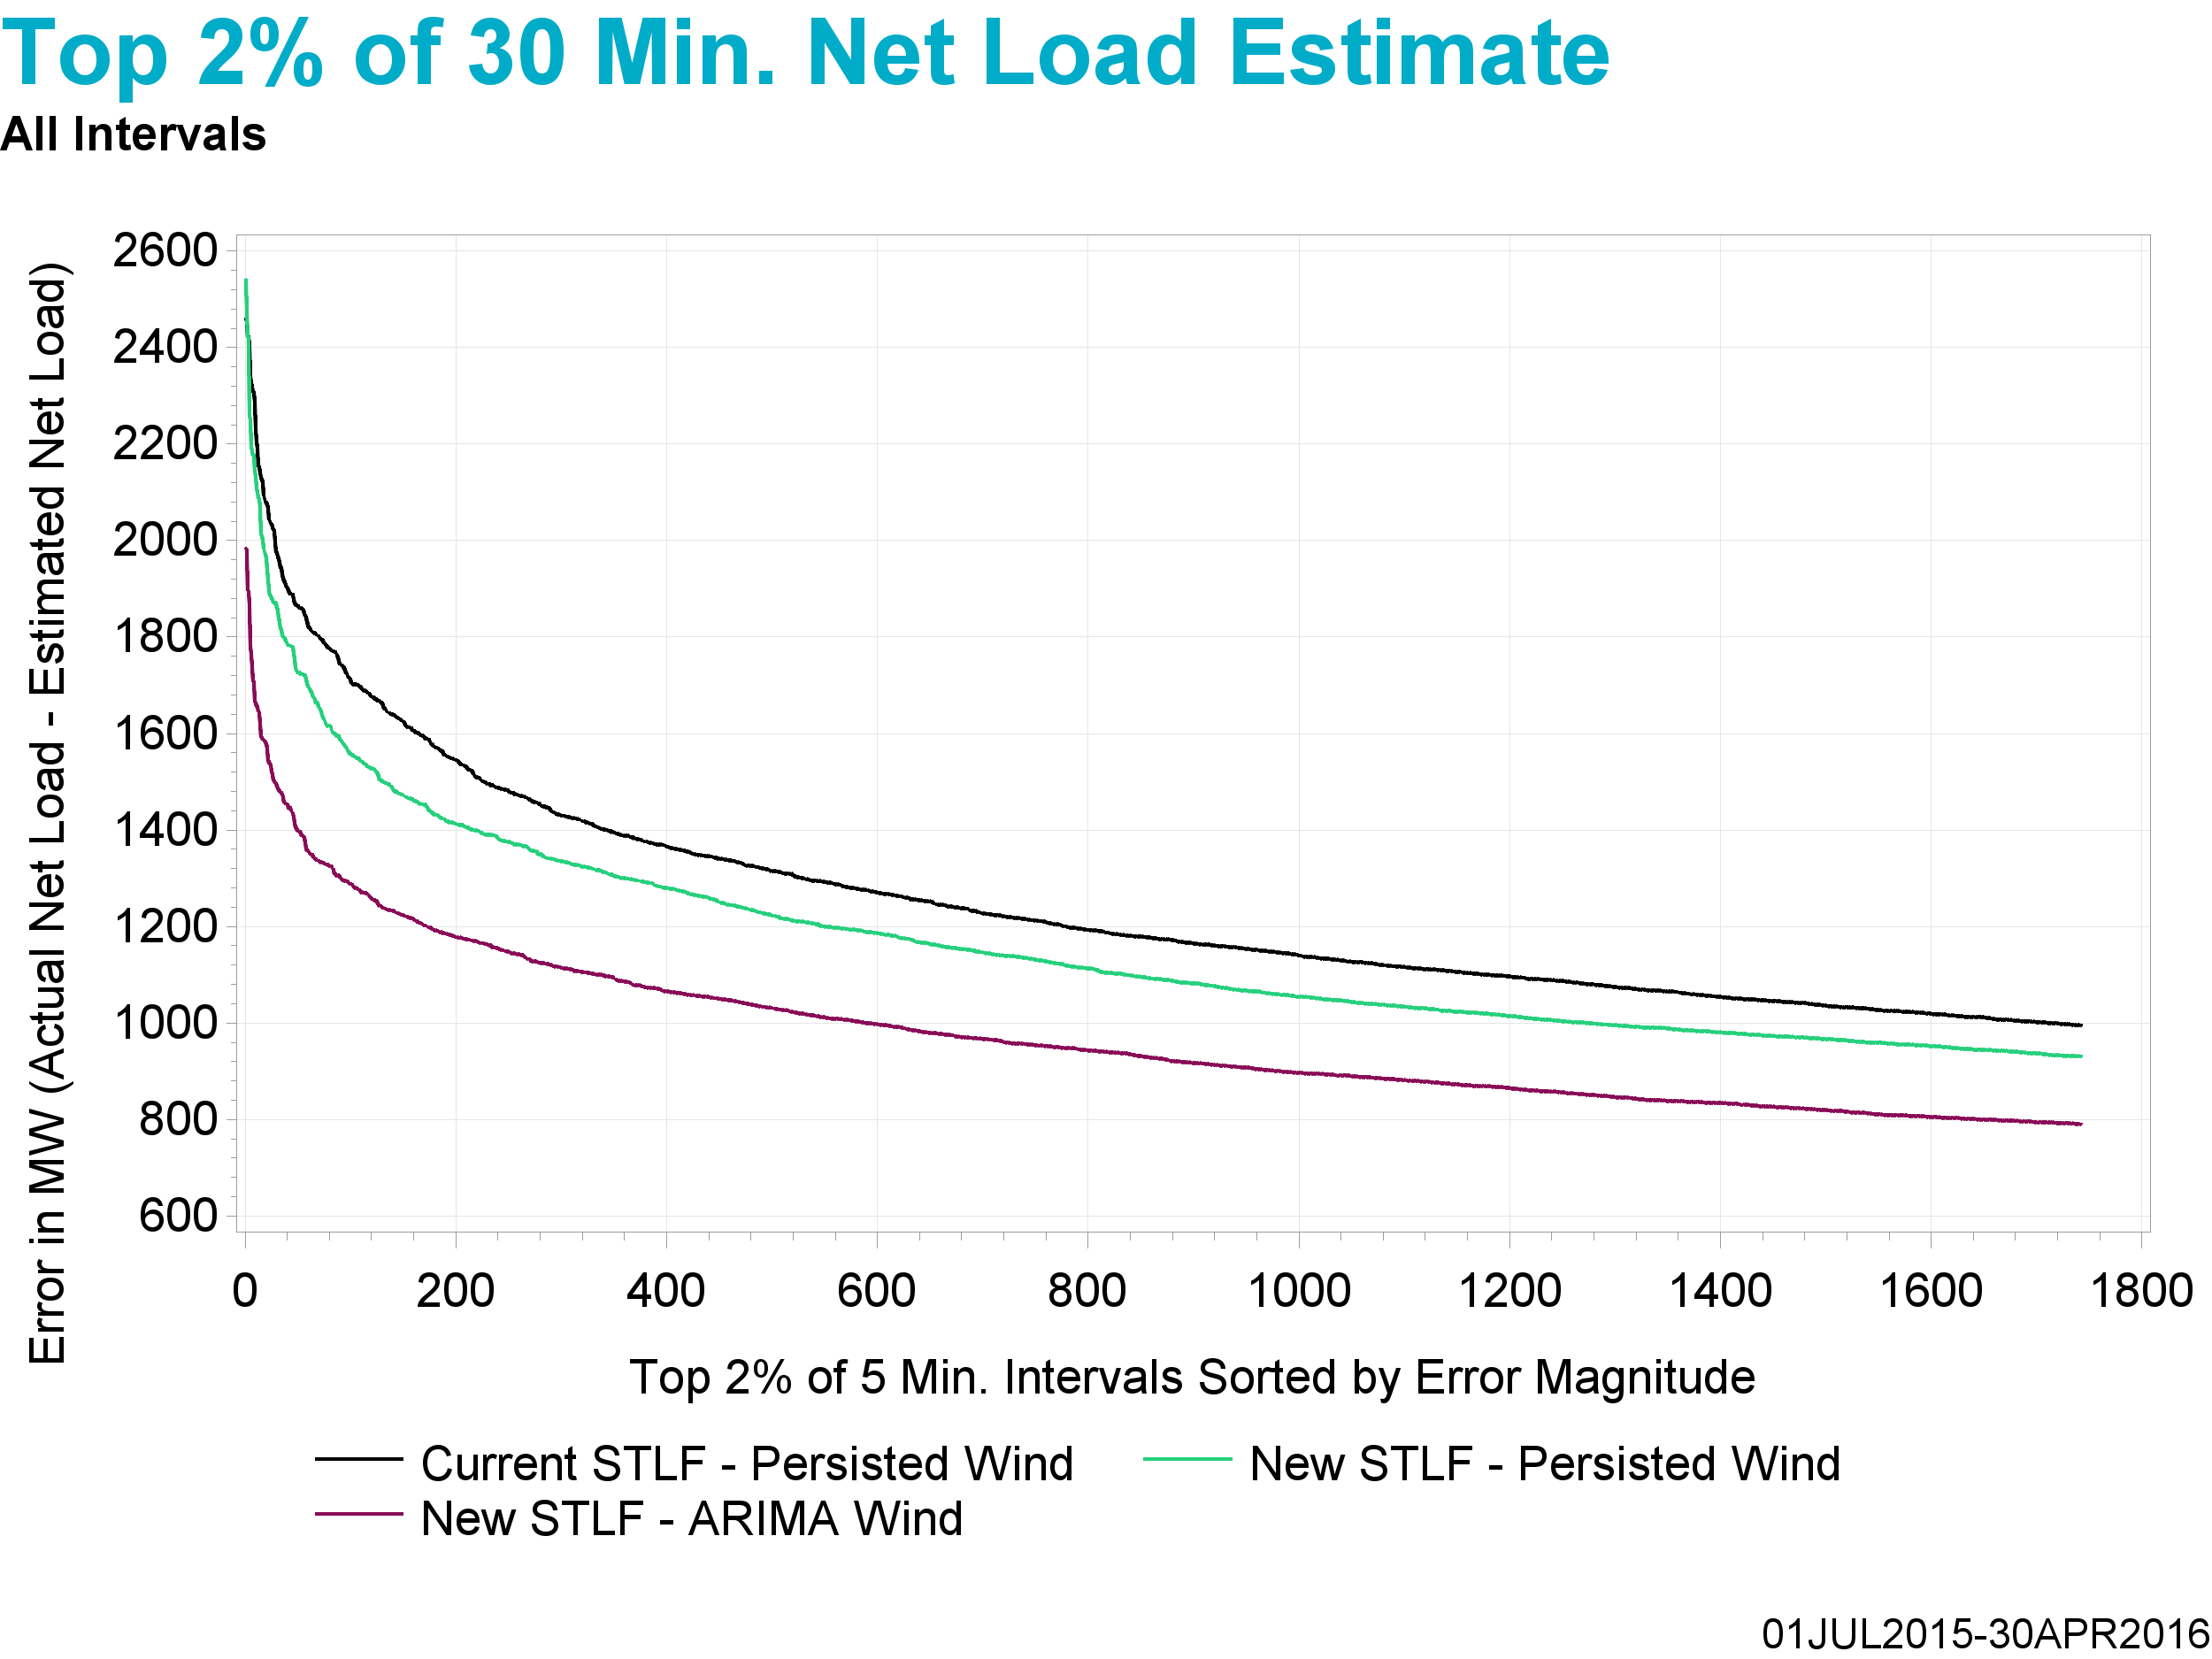 Top 2% of 30 Min. Net Load Estimate
All Intervals
Error in MW (Actual Net Load - Estimated Net Load)
2600
2400
2200
2000
1800
1600
1400
1200
1000
800
600
0 200 400 600 800 1000 1200 1400 1600 1800
Top 2% of 5 Min. Intervals Sorted by Error Magnitude
Current STLF - Persisted Wind New STLF - Persisted Wind
New STLF - ARIMA Wind
01JUL2015-30APR2016